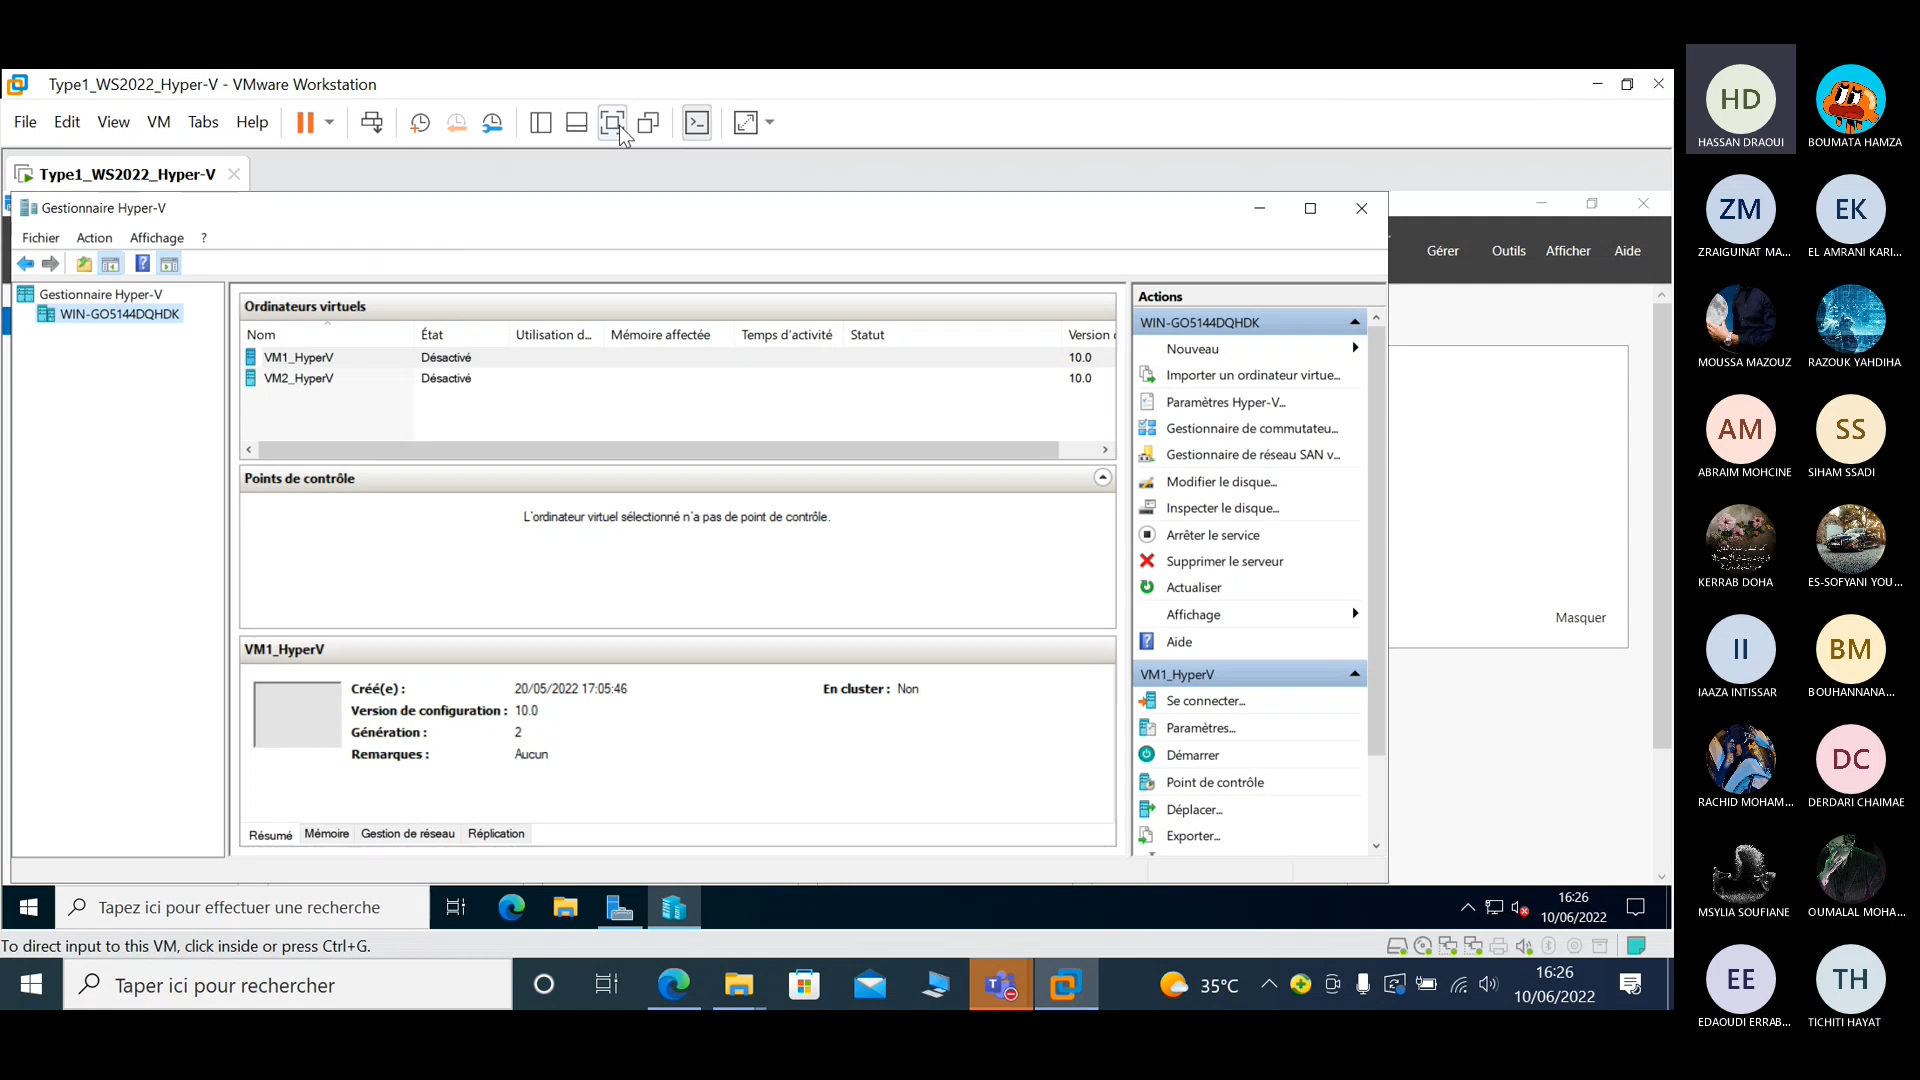 Type1_WS2022_Hyper-V - VMware Workstation
File Edit View VM Tabs Help
Type1_WS2022_Hyper-V
Gestionnaire Hyper-V
Fichier Action Affichage ?
Gérer Outils Afficher Aide
Gestionnaire Hyper-V
WIN-GO5144DQHDK
Ordinateurs virtuels
Nom État Utilisation d... Mémoire affectée Temps d'activité Statut Version
VM1_HyperV Désactivé 10.0
VM2_HyperV Désactivé 10.0
Points de contrôle
L'ordinateur virtuel sélectionné n'a pas de point de contrôle.
VM1_HyperV
Créé(e) : 20/05/2022 17:05:46 En cluster : Non
Version de configuration : 10.0
Génération : 2
Remarques : Aucun
Résumé Mémoire Gestion de réseau Réplication
Actions
WIN-GO5144DQHDK
Nouveau
Importer un ordinateur virtue...
Paramètres Hyper-V...
Gestionnaire de commutateu...
Gestionnaire de réseau SAN v...
Modifier le disque...
Inspecter le disque...
Arrêter le service
Supprimer le serveur
Actualiser
Affichage
Aide
VM1_HyperV
Se connecter...
Paramètres...
Démarrer
Point de contrôle
Déplacer...
Exporter...
Masquer
Tapez ici pour effectuer une recherche
16:26
10/06/2022
To direct input to this VM, click inside or press Ctrl+G.
Taper ici pour rechercher
35°C
16:26
10/06/2022
HD
HASSAN DRAOUI
BOUMATA HAMZA
ZM
ZRAIGUINAT MA...
EK
EL AMRANI KARI...
MOUSSA MAZOUZ
RAZOUK YAHDIHA
AM
ABRAIM MOHCINE
SS
SIHAM SSADI
KERRAB DOHA
ES-SOFYANI YOU...
II
IAAZA INTISSAR
BM
BOUHANNANA...
RACHID MOHAM...
DC
DERDARI CHAIMAE
MSYLIA SOUFIANE
OUMALAL MOHA...
EE
EDAOUDI ERRAB...
TH
TICHITI HAYAT